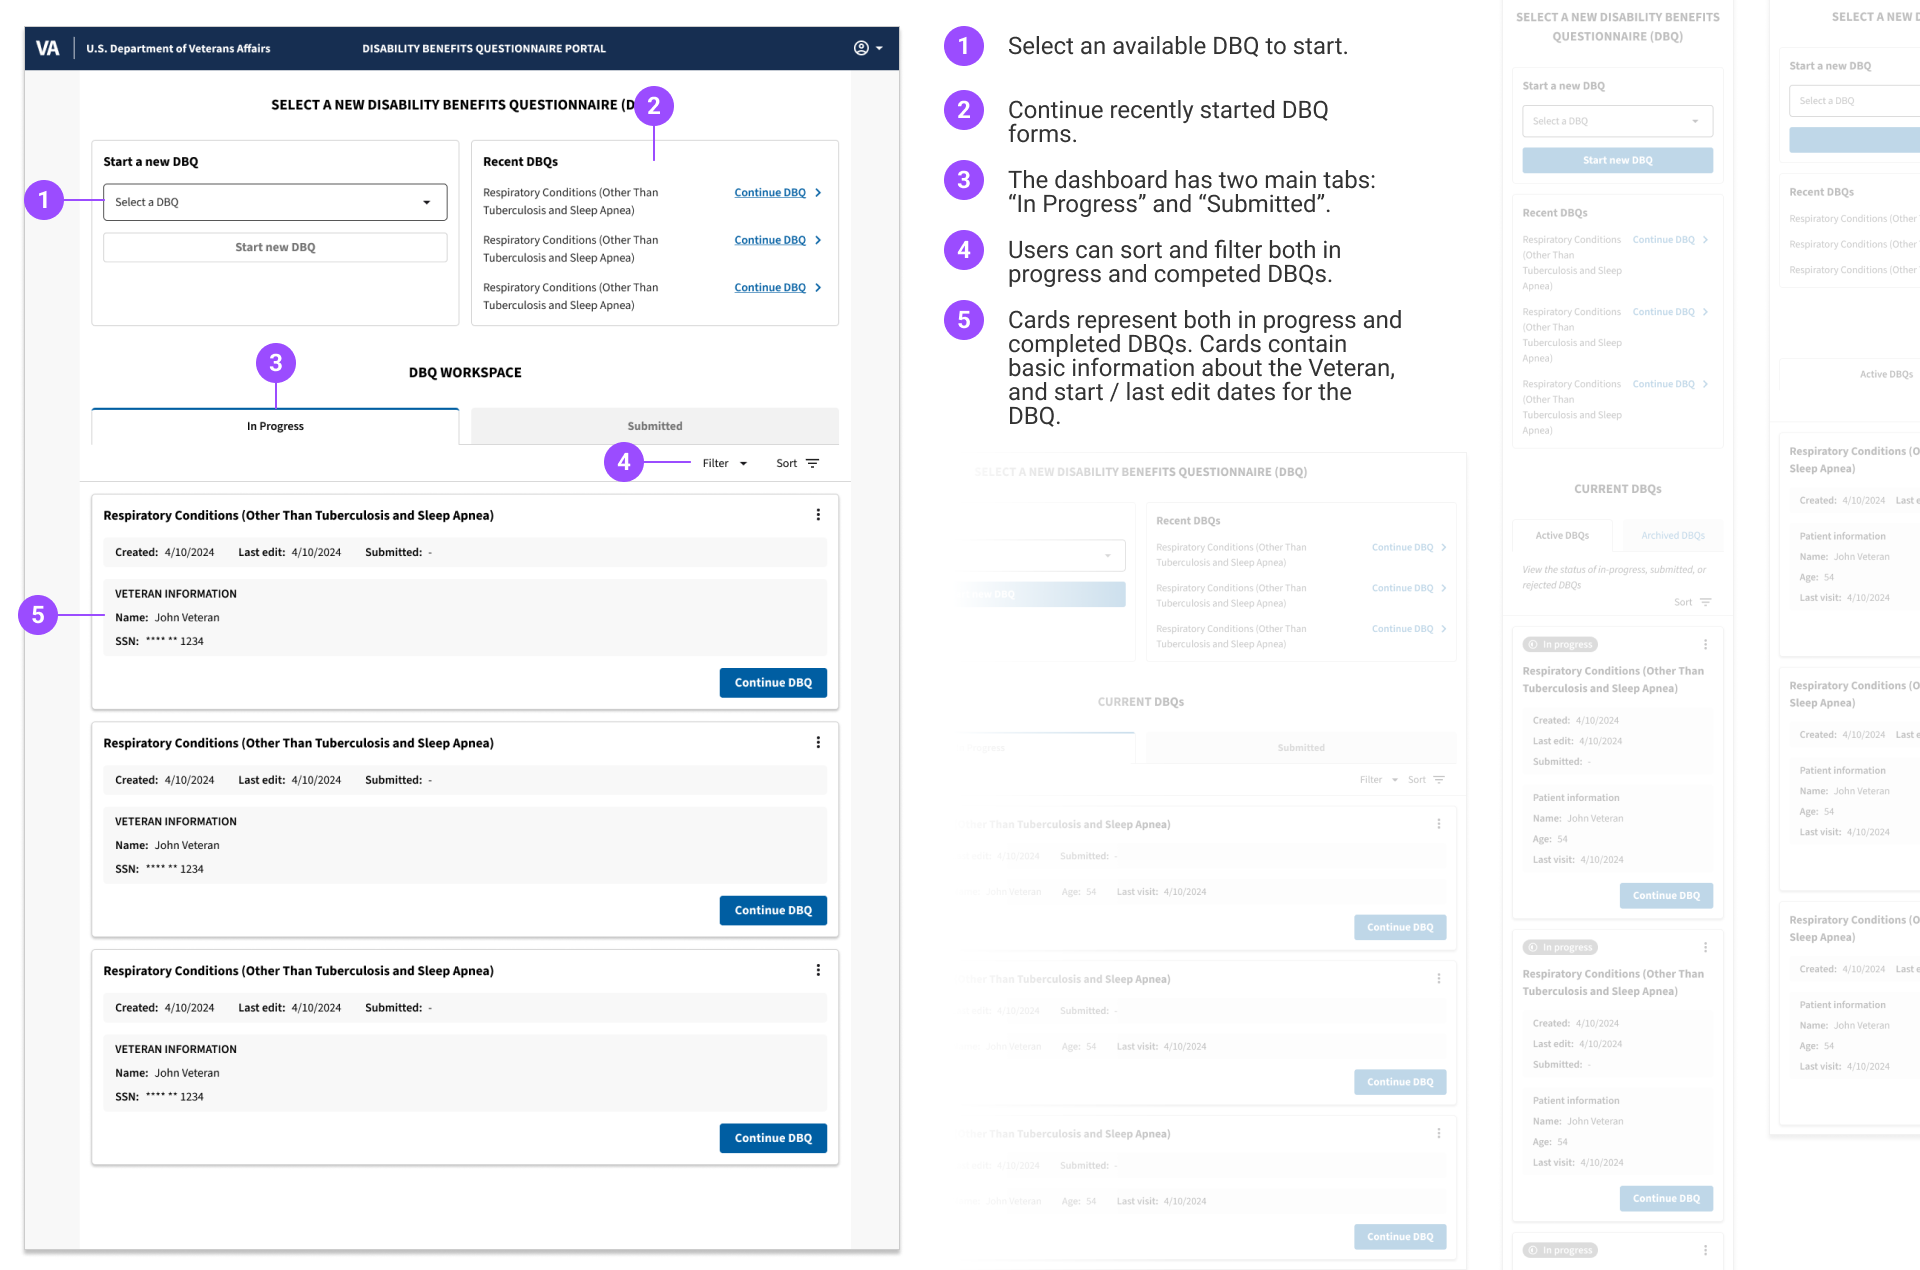 VA
U.S. Department of Veterans Affairs
DISABILITY BENEFITS QUESTIONNAIRE PORTAL
SELECT A NEW DISABILITY BENEFITS QUESTIONNAIRE (D
2
Start a new DBQ
1
Select a DBQ
Start new DBQ
Recent DBQs
Respiratory Conditions (Other Than
Tuberculosis and Sleep Apnea)
Continue DBQ
Respiratory Conditions (Other Than
Tuberculosis and Sleep Apnea)
Continue DBQ
Respiratory Conditions (Other Than
Tuberculosis and Sleep Apnea)
Continue DBQ
3
DBQ WORKSPACE
In Progress
Submitted
4
Filter
Sort
Respiratory Conditions (Other Than Tuberculosis and Sleep Apnea)
Created: 4/10/2024 Last edit: 4/10/2024 Submitted: -
VETERAN INFORMATION
5
Name: John Veteran
SSN: **** ** 1234
Continue DBQ
Respiratory Conditions (Other Than Tuberculosis and Sleep Apnea)
Created: 4/10/2024 Last edit: 4/10/2024 Submitted: -
VETERAN INFORMATION
Name: John Veteran
SSN: **** ** 1234
Continue DBQ
Respiratory Conditions (Other Than Tuberculosis and Sleep Apnea)
Created: 4/10/2024 Last edit: 4/10/2024 Submitted: -
VETERAN INFORMATION
Name: John Veteran
SSN: **** ** 1234
Continue DBQ
1 Select an available DBQ to start.
2 Continue recently started DBQ
forms.
3 The dashboard has two main tabs:
“In Progress” and “Submitted”.
4 Users can sort and filter both in
progress and competed DBQs.
5 Cards represent both in progress and
completed DBQs. Cards contain
basic information about the Veteran,
and start / last edit dates for the
DBQ.
SELECT A NEW DISABILITY BENEFITS QUESTIONNAIRE (DBQ)
new DBQ
Recent DBQs
Respiratory Conditions (Other Than
Tuberculosis and Sleep Apnea)
Continue DBQ
Respiratory Conditions (Other Than
Tuberculosis and Sleep Apnea)
Continue DBQ
Respiratory Conditions (Other Than
Tuberculosis and Sleep Apnea)
Continue DBQ
CURRENT DBQs
Progress
Submitted
Filter
Sort
Than Tuberculosis and Sleep Apnea)
4/10/2024 Submitted: -
John Veteran Age: 54 Last visit: 4/10/2024
Continue DBQ
Than Tuberculosis and Sleep Apnea)
4/10/2024 Submitted: -
John Veteran Age: 54 Last visit: 4/10/2024
Continue DBQ
Than Tuberculosis and Sleep Apnea)
4/10/2024 Submitted: -
John Veteran Age: 54 Last visit: 4/10/2024
Continue DBQ
SELECT A NEW DISABILITY BENEFITS
QUESTIONNAIRE (DBQ)
Start a new DBQ
Select a DBQ
Start new DBQ
Recent DBQs
Respiratory Conditions
(Other Than
Tuberculosis and Sleep
Apnea)
Continue DBQ
Respiratory Conditions
(Other Than
Tuberculosis and Sleep
Apnea)
Continue DBQ
Respiratory Conditions
(Other Than
Tuberculosis and Sleep
Apnea)
Continue DBQ
CURRENT DBQs
Active DBQs
Archived DBQs
View the status of in-progress, submitted, or
rejected DBQs
Sort
In progress
Respiratory Conditions (Other Than
Tuberculosis and Sleep Apnea)
Created: 4/10/2024
Last edit: 4/10/2024
Submitted: -
Patient information
Name: John Veteran
Age: 54
Last visit: 4/10/2024
Continue DBQ
In progress
Respiratory Conditions (Other Than
Tuberculosis and Sleep Apnea)
Created: 4/10/2024
Last edit: 4/10/2024
Submitted: -
Patient information
Name: John Veteran
Age: 54
Last visit: 4/10/2024
Continue DBQ
In progress
SELECT A NEW D
Start a new DBQ
Select a DBQ
Recent DBQs
Respiratory Conditions (Other
Respiratory Conditions (Other
Respiratory Conditions (Other
Active DBQs
Respiratory Conditions (O
Sleep Apnea)
Created: 4/10/2024 Last e
Patient information
Name: John Veteran
Age: 54
Last visit: 4/10/2024
Respiratory Conditions (O
Sleep Apnea)
Created: 4/10/2024 Last e
Patient information
Name: John Veteran
Age: 54
Last visit: 4/10/2024
Respiratory Conditions (O
Sleep Apnea)
Created: 4/10/2024 Last e
Patient information
Name: John Veteran
Age: 54
Last visit: 4/10/2024